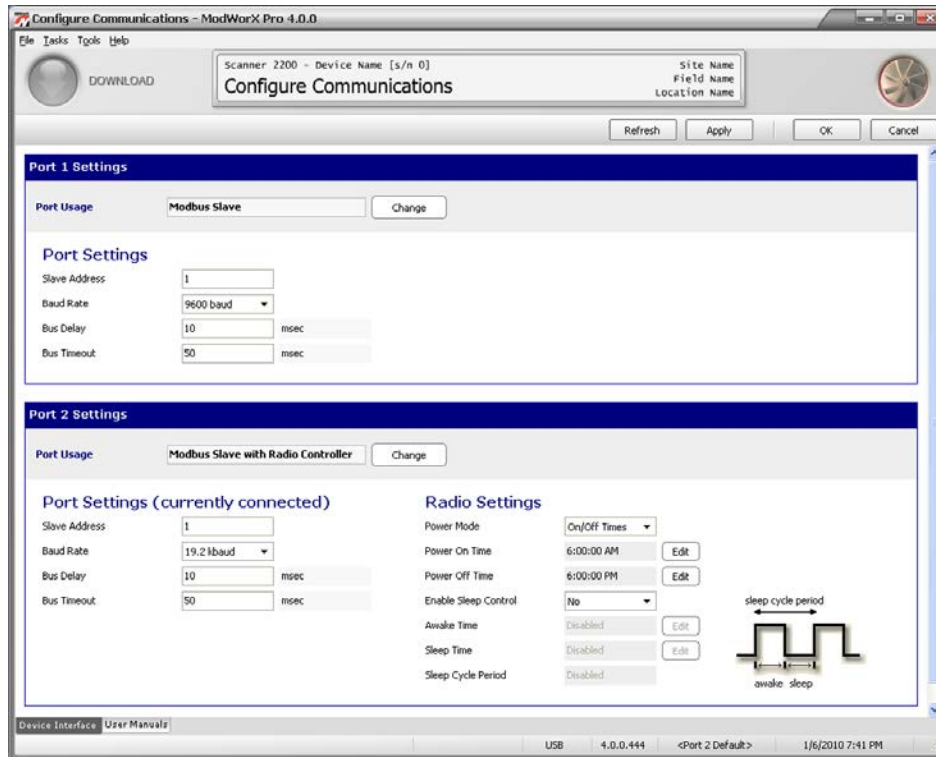 Configure Communications - ModWorX Pro 4.0.0
File Tasks Tools Help
DOWNLOAD
Scanner 2200 - Device Name [s/n 0]
Configure Communications
Site Name
Field Name
Location Name
Refresh Apply OK Cancel
Port 1 Settings
Port Usage Modbus Slave Change
Port Settings
Slave Address 1
Baud Rate 9600 baud
Bus Delay 10 msec
Bus Timeout 50 msec
Port 2 Settings
Port Usage Modbus Slave with Radio Controller Change
Port Settings (currently connected)
Slave Address 1
Baud Rate 19.2 kbaud
Bus Delay 10 msec
Bus Timeout 50 msec
Radio Settings
Power Mode On/Off Times
Power On Time 6:00:00 AM Edit
Power Off Time 6:00:00 PM Edit
Enable Sleep Control No
Awake Time Disabled Edit
Sleep Time Disabled Edit
Sleep Cycle Period Disabled
sleep cycle period
awake sleep
Device Interface User Manuals
USB 4.0.0.444 <Port 2 Default> 1/6/2010 7:41 PM